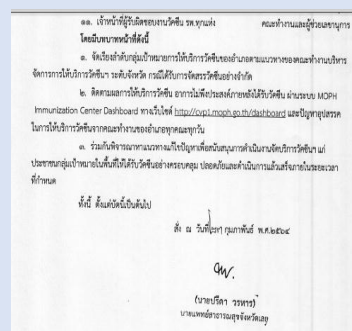 ๑๑. เจ้าหน้าที่ผู้รับผิดชอบงานวัคซีน รพ.ทุกแห่ง คณะทำงานและผู้ช่วยเลขานุการ
โดยมีบทบาทหน้าที่ดังนี้
๑. จัดเรียงลำดับกลุ่มเป้าหมายการให้บริการวัคซีนของอำเภอตามแนวทางของคณะทำงานบริหาร
จัดการการให้บริการวัคซีนฯ ระดับจังหวัด กรณีได้รับการจัดสรรวัคซีนอย่างจำกัด
๒. ติดตามผลการให้บริการวัคซีน อาการไม่พึงประสงค์ภายหลังได้รับวัคซีน ผ่านระบบ MOPH
Immunization Center Dashboard ทางเว็บไซต์ http://cvp1.moph.go.th/dashboard และปัญหาอุปสรรค
ในการให้บริการวัคซีนจากคณะทำงานของอำเภอทุกคณะทุกวัน
๓. ร่วมกันพิจารณาหาแนวทางแก้ไขปัญหาเพื่อสนับสนุนการดำเนินงานจัดบริการวัคซีนฯ แก่
ประชาชนกลุ่มเป้าหมายในพื้นที่ให้ได้รับวัคซีนอย่างครอบคลุม ปลอดภัยและดำเนินการแล้วเสร็จภายในระยะเวลา
ที่กำหนด
ทั้งนี้ ตั้งแต่บัดนี้เป็นต้นไป
สั่ง ณ วันที่ กุมภาพันธ์ พ.ศ.๒๕๖๔
(นายปรีดา วรหาร)
นายแพทย์สาธารณสุขจังหวัดเลย